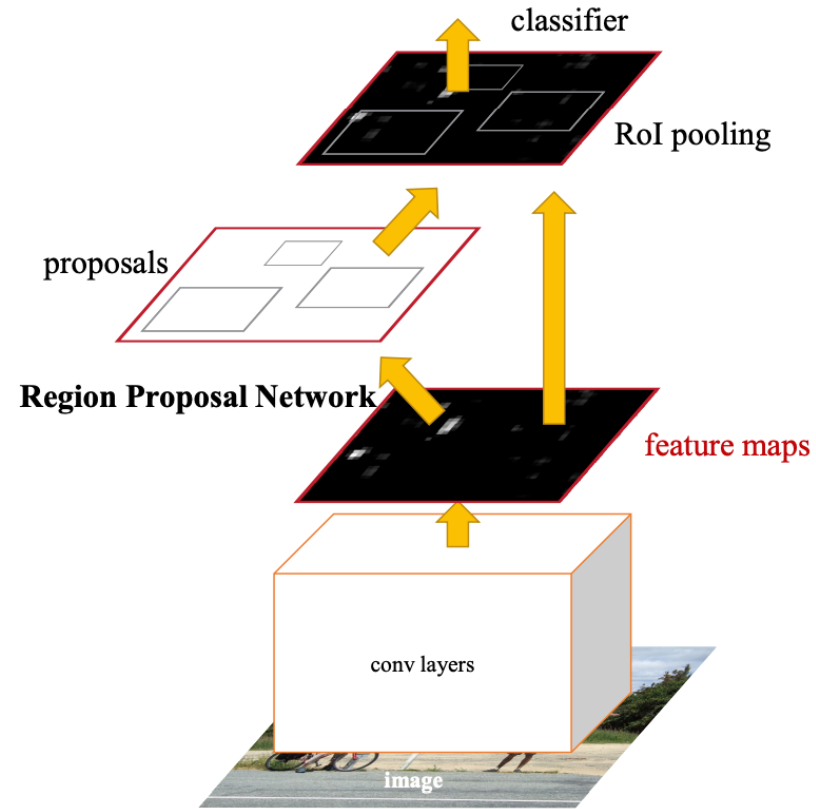 classifier
RoI pooling
proposals
Region Proposal Network
feature maps
conv layers
image